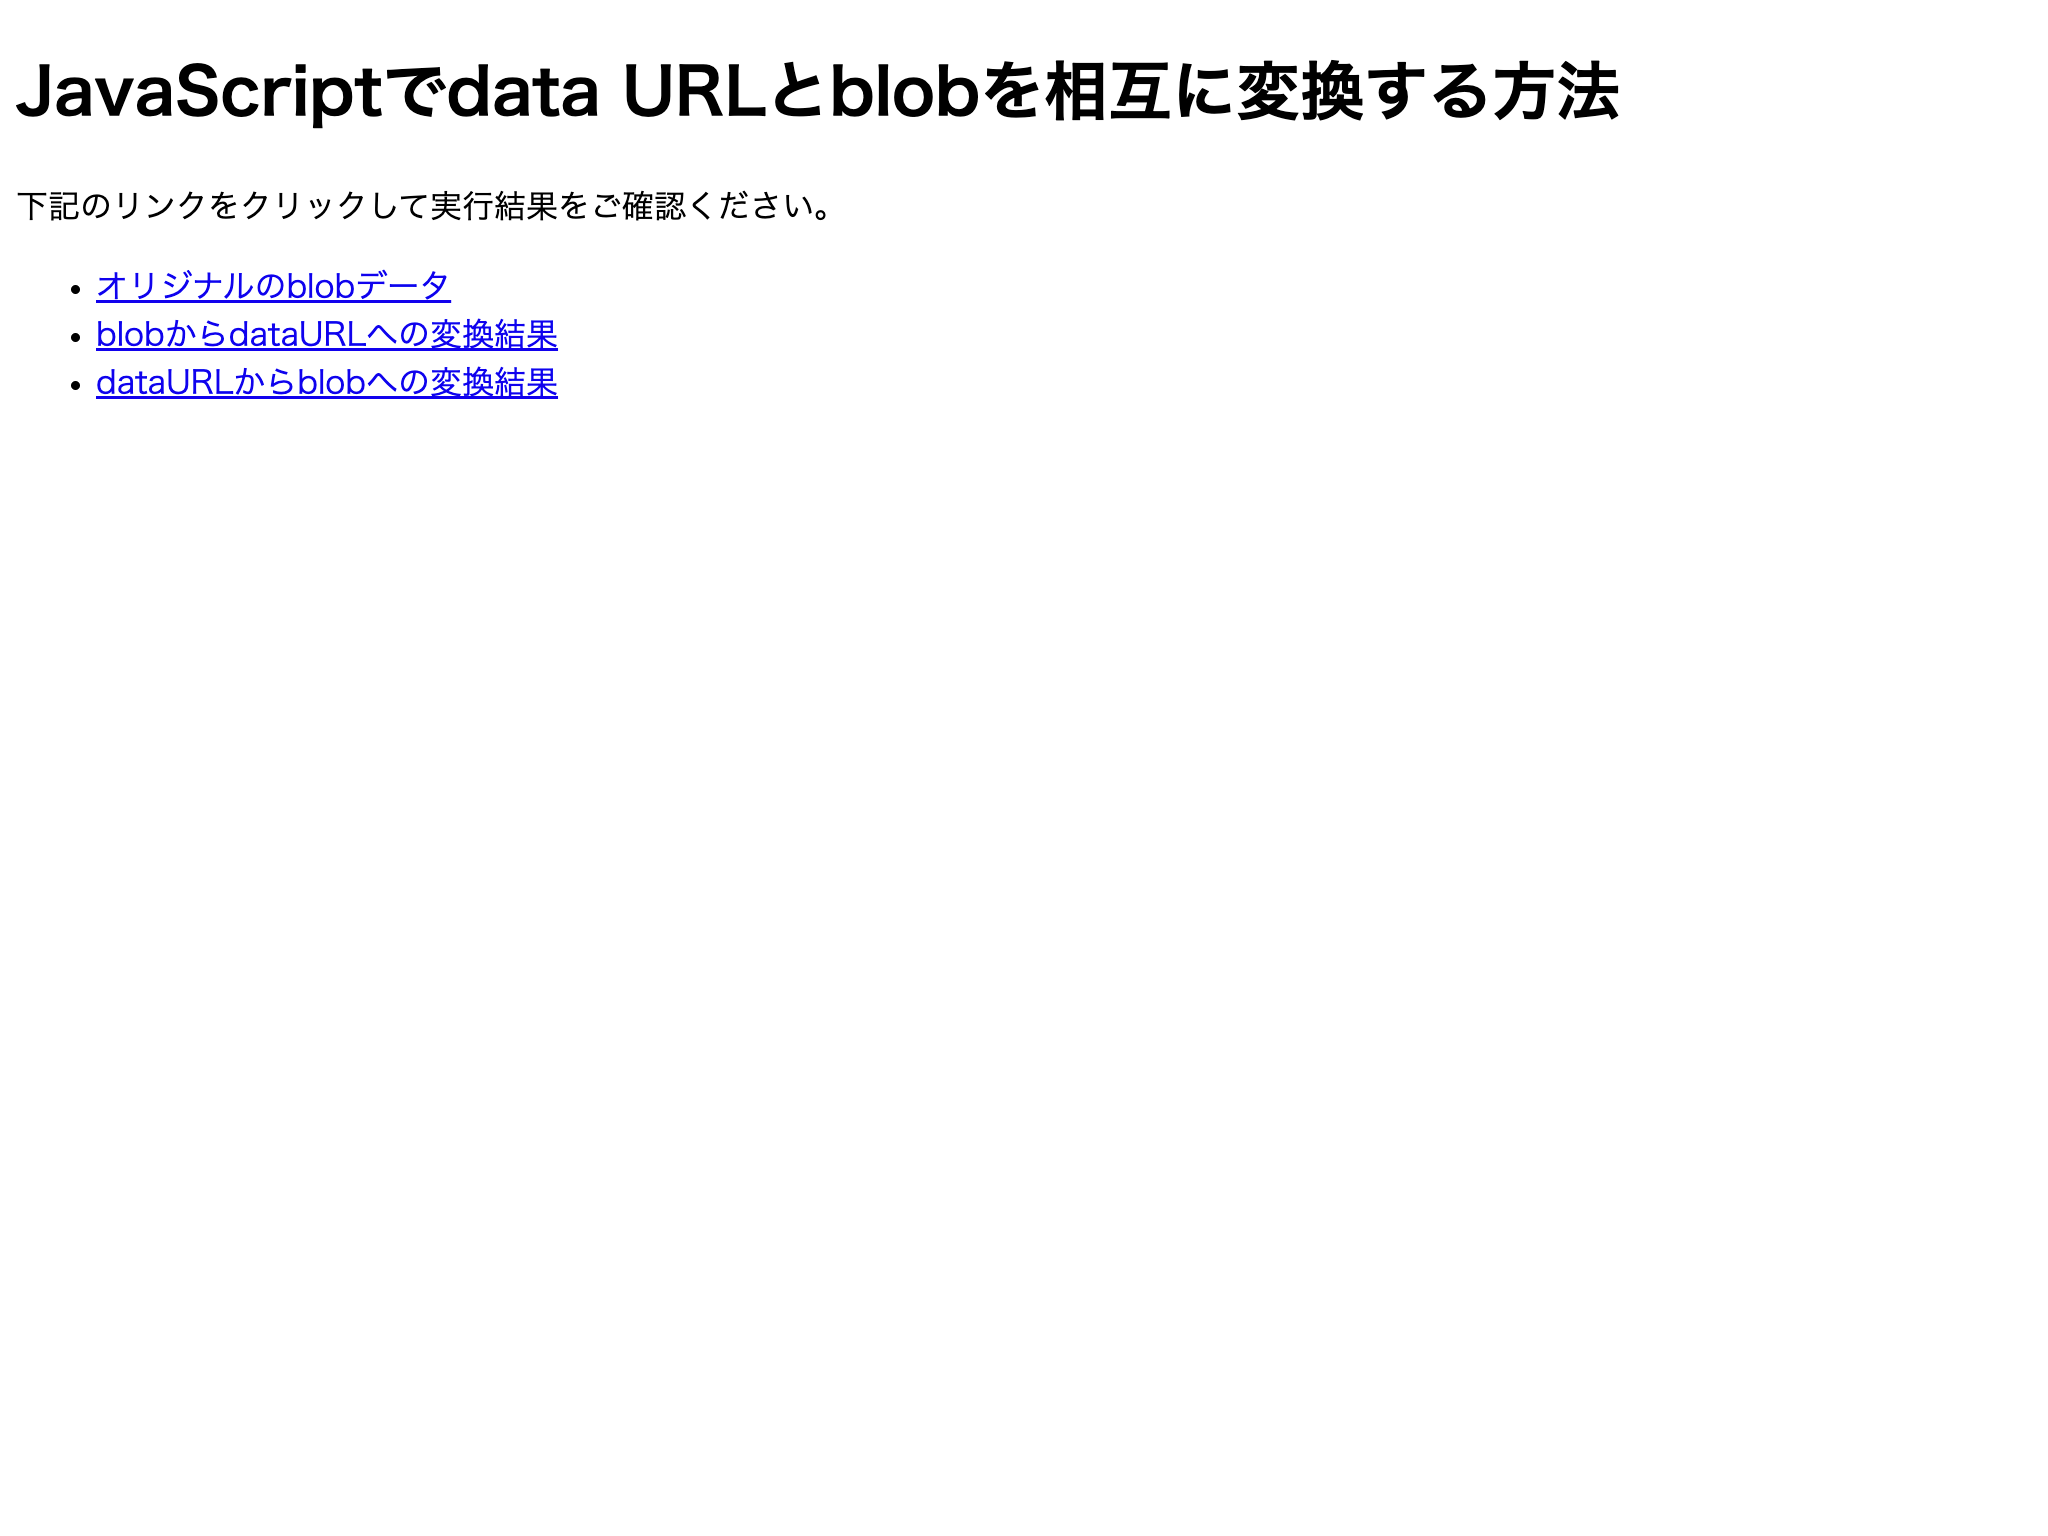 JavaScriptでdata URLとblobを相互に変換する方法
下記のリンクをクリックして実行結果をご確認ください。
• オリジナルのblobデータ
• blobからdataURLへの変換結果
• dataURLからblobへの変換結果